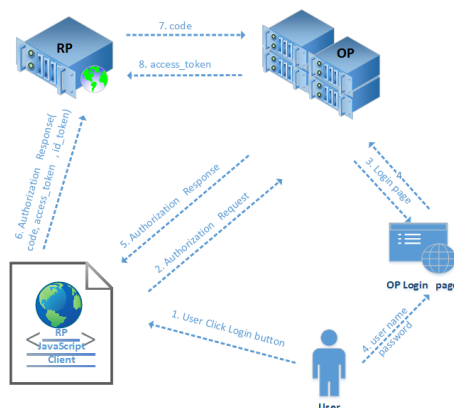 7. code
RP
OP
8. access_token
6. Authorization Response(
code, access_token , id_token)
3. Login page
4
5. Authorization Response
2. Authorization Request
OP Login page
1. User Click Login button
4. user name
password
RP
JavaScript
Client
User